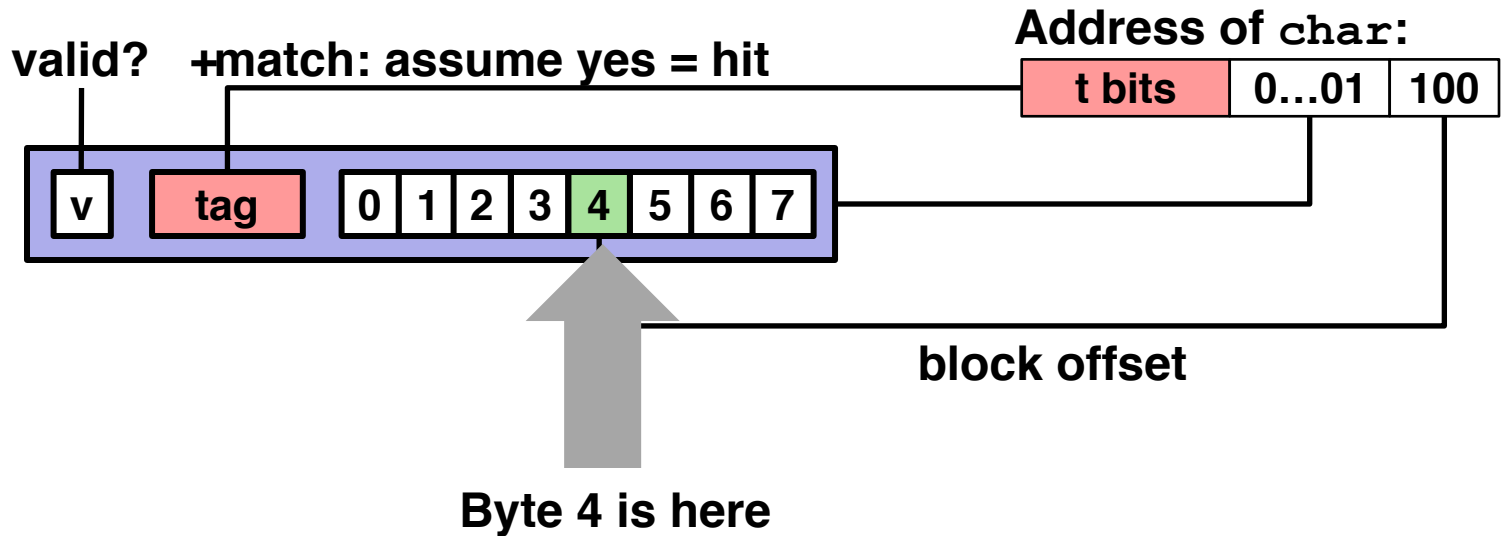 Address of char:
valid? +match: assume yes = hit
t bits 0...01 100
v tag 0 1 2 3 4 5 6 7
block offset
Byte 4 is here